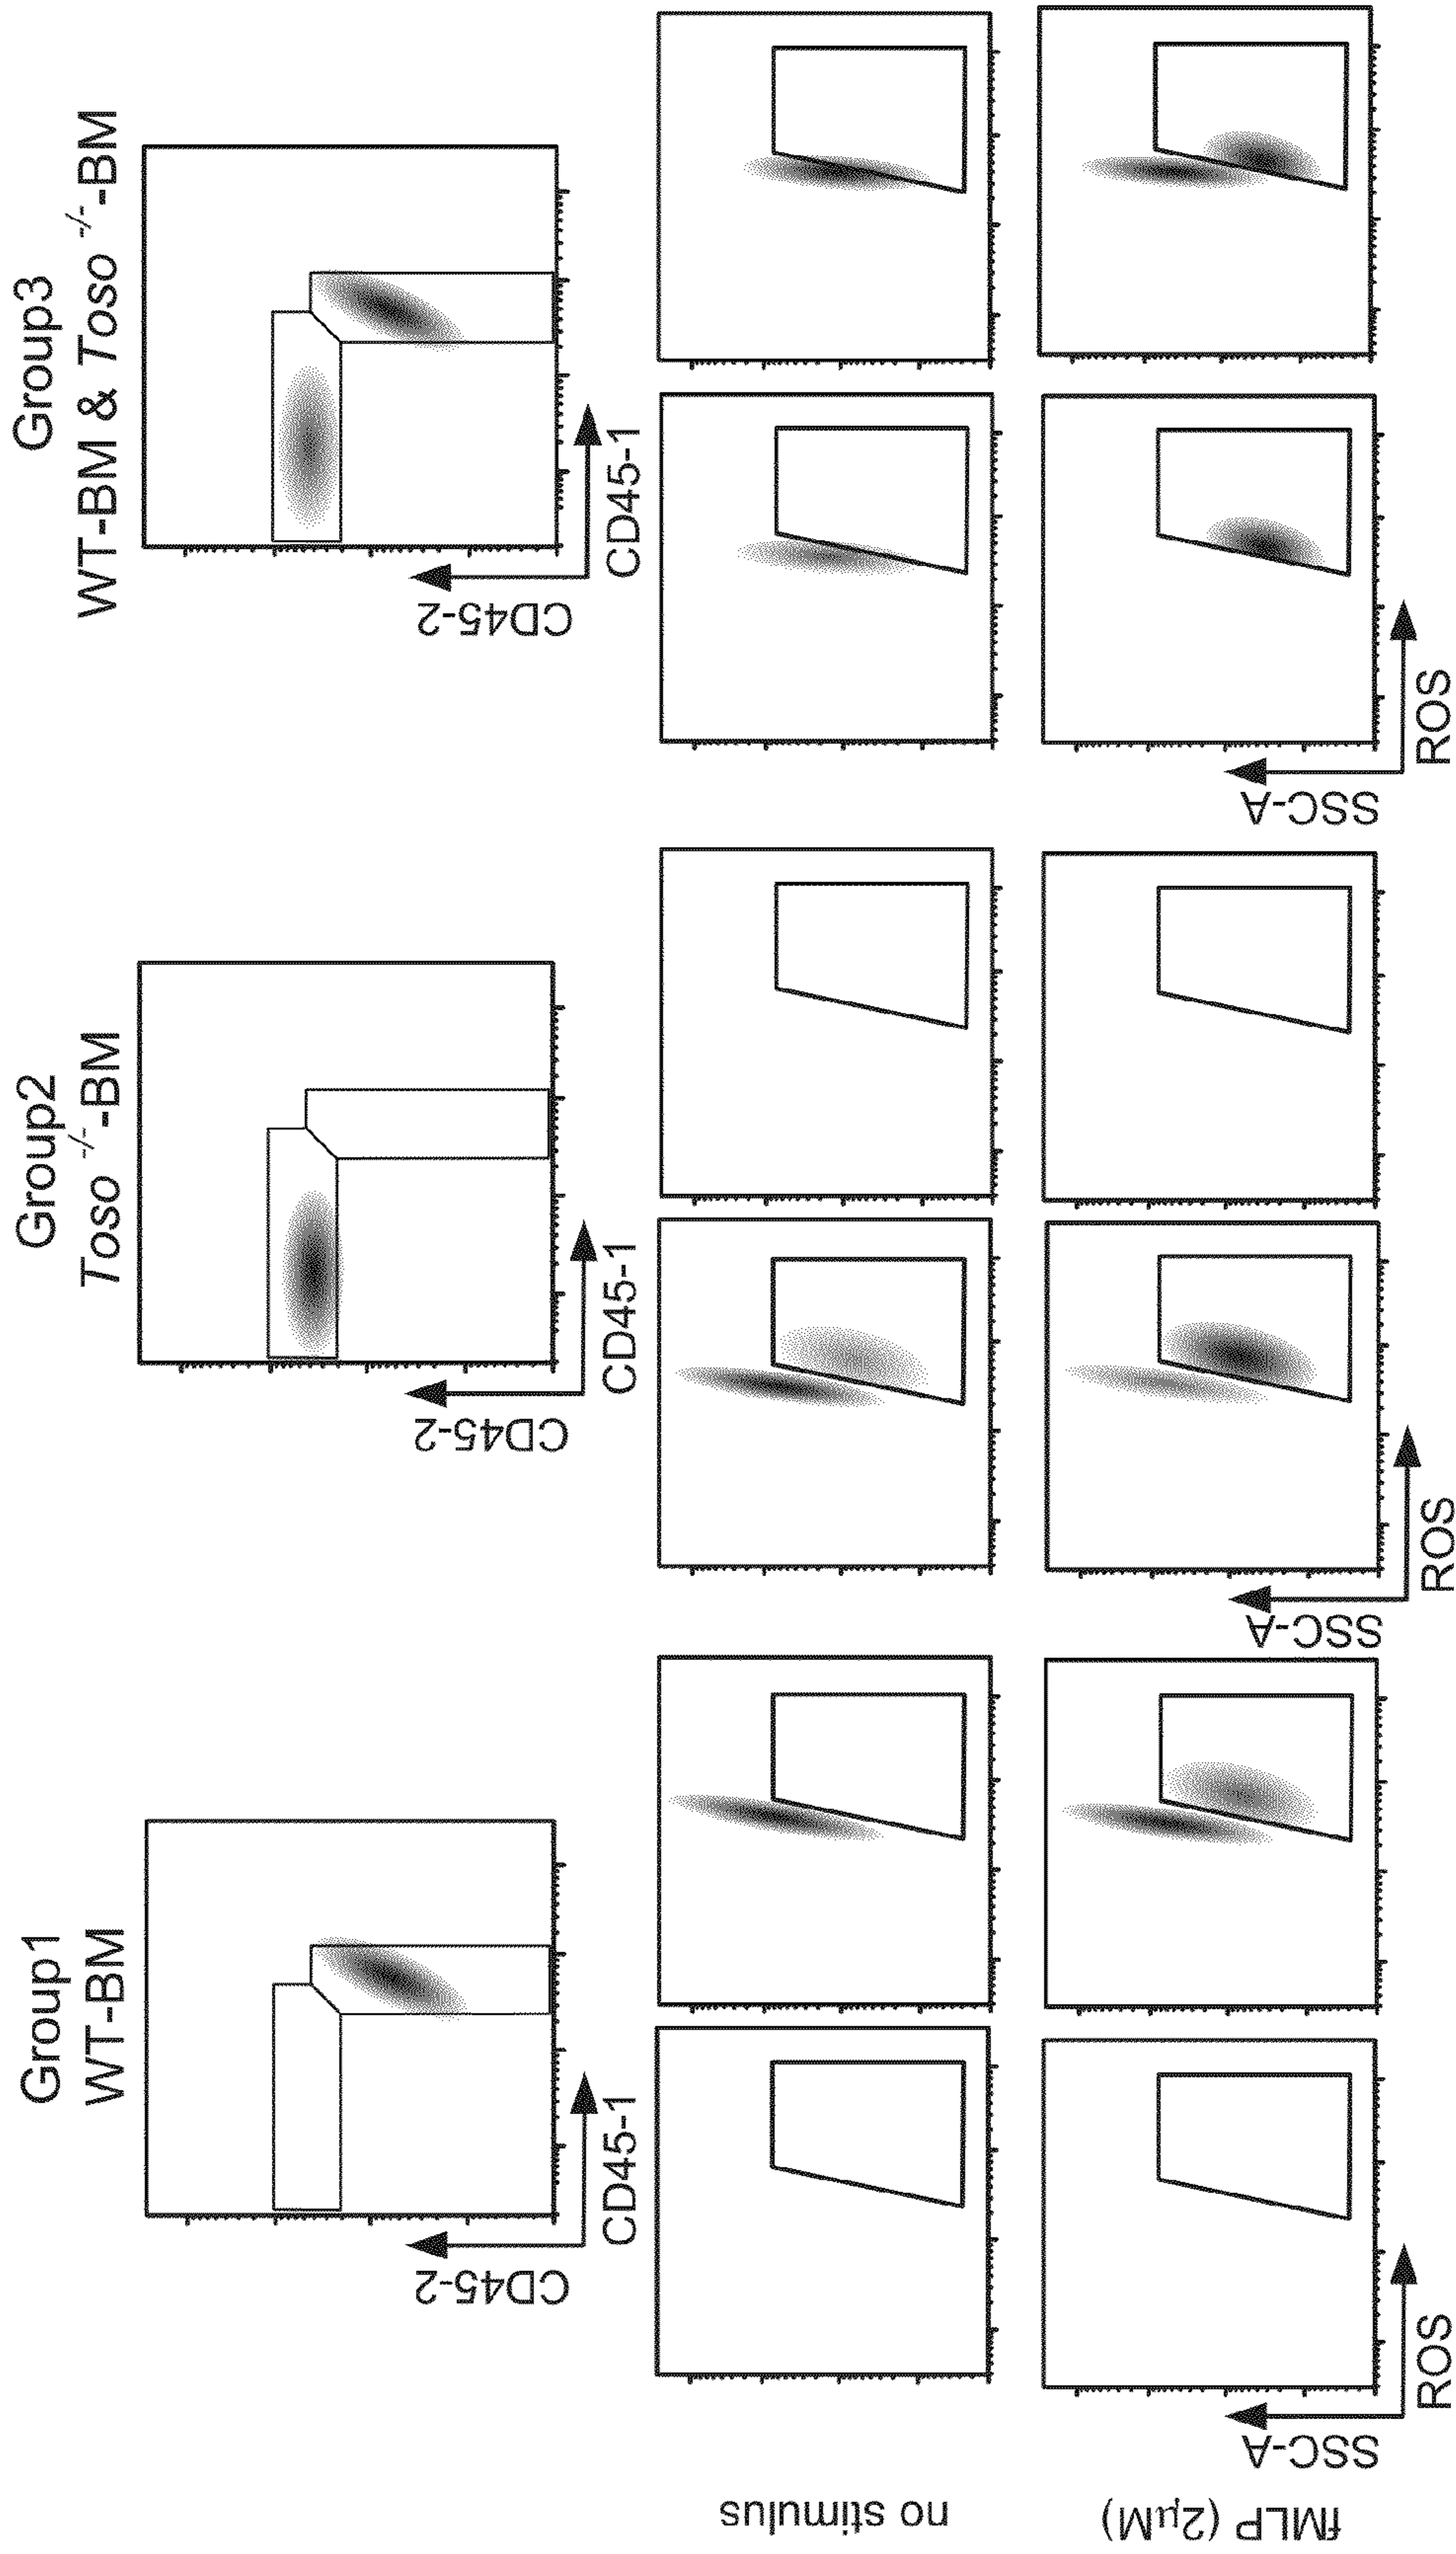 Group1
WT-BM
Group2
Toso -/--BM
Group3
WT-BM & Toso -/--BM
CD45-2
CD45-1
CD45-2
CD45-1
CD45-2
CD45-1
no stimulus
fMLP (2μM)
SSC-A
ROS
SSC-A
ROS
SSC-A
ROS